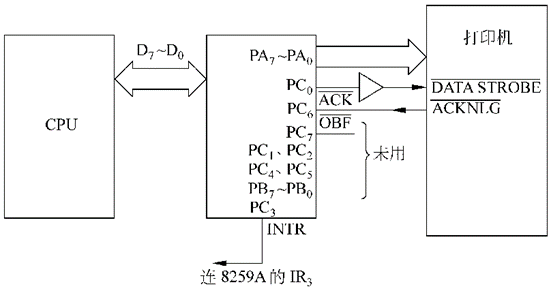 CPU
D₇~D₀
PA₇~PA₀
PC₀
ACK
PC₆
OBF
PC₇
PC₁、PC₂
PC₄、PC₅
PB₇~PB₀
PC₃
INTR
连 8259A 的 IR₃
未用
打印机
DATA STROBE
ACKNLG